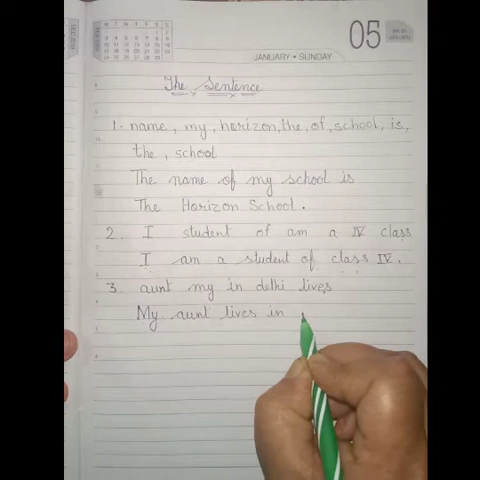 05
JANUARY • SUNDAY
The Sentence
1. name, my, horizon, the, of, school, is,
the, school
The name of my school is
The Horizon School.
2. I student of am a IV class
I am a student of class IV.
3. aunt my in delhi lives
My aunt lives in